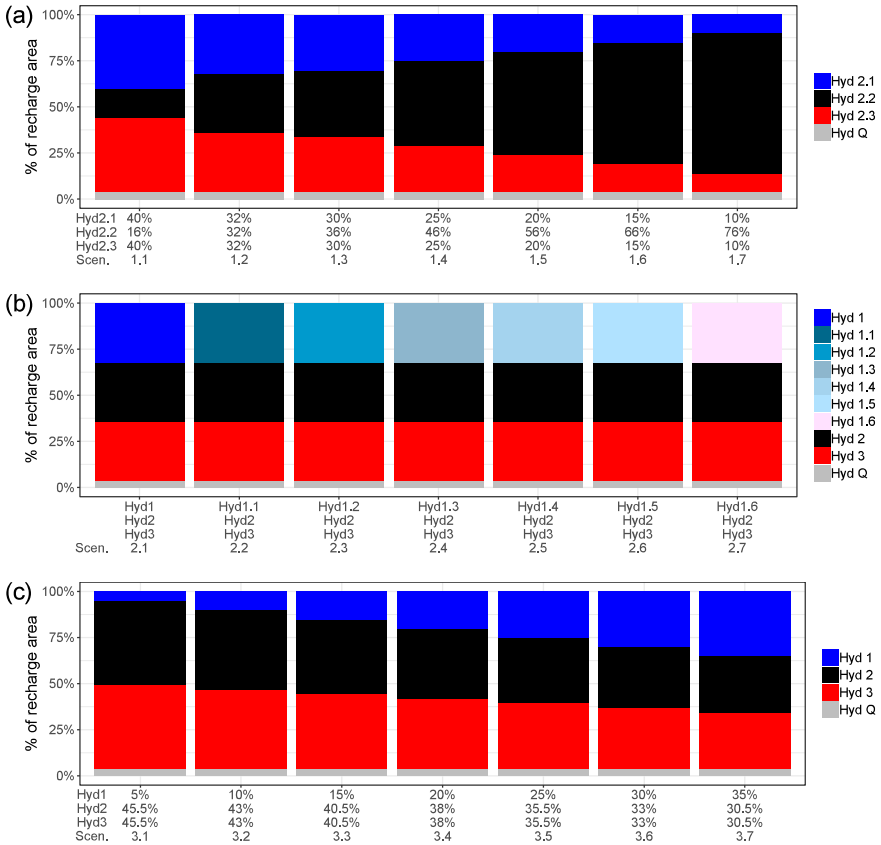 (a)
100%
75%
50%
25%
0%
% of recharge area
Hyd2.1 40% 32% 30% 25% 20% 15% 10%
Hyd2.2 16% 32% 36% 46% 56% 66% 76%
Hyd2.3 40% 32% 30% 25% 20% 15% 10%
Scen. 1.1 1.2 1.3 1.4 1.5 1.6 1.7
Hyd 2.1
Hyd 2.2
Hyd 2.3
Hyd Q
(b)
100%
75%
50%
25%
0%
% of recharge area
Hyd1 Hyd1.1 Hyd1.2 Hyd1.3 Hyd1.4 Hyd1.5 Hyd1.6
Hyd2 Hyd2 Hyd2 Hyd2 Hyd2 Hyd2 Hyd2
Hyd3 Hyd3 Hyd3 Hyd3 Hyd3 Hyd3 Hyd3
Scen. 2.1 2.2 2.3 2.4 2.5 2.6 2.7
Hyd 1
Hyd 1.1
Hyd 1.2
Hyd 1.3
Hyd 1.4
Hyd 1.5
Hyd 1.6
Hyd 2
Hyd 3
Hyd Q
(c)
100%
75%
50%
25%
0%
% of recharge area
Hyd1 5% 10% 15% 20% 25% 30% 35%
Hyd2 45.5% 43% 40.5% 38% 35.5% 33% 30.5%
Hyd3 45.5% 43% 40.5% 38% 35.5% 33% 30.5%
Scen. 3.1 3.2 3.3 3.4 3.5 3.6 3.7
Hyd 1
Hyd 2
Hyd 3
Hyd Q